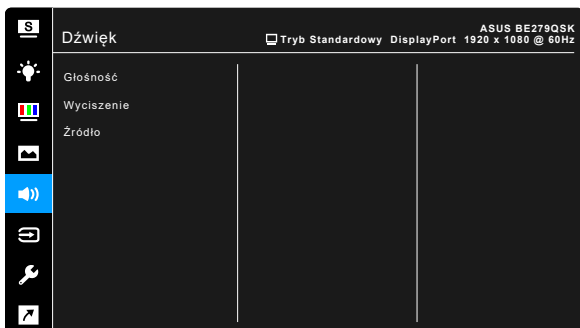 S
Dźwięk
ASUS BE279QSK
Tryb Standardowy DisplayPort 1920 x 1080 @ 60Hz
Głośność
Wyciszenie
Źródło